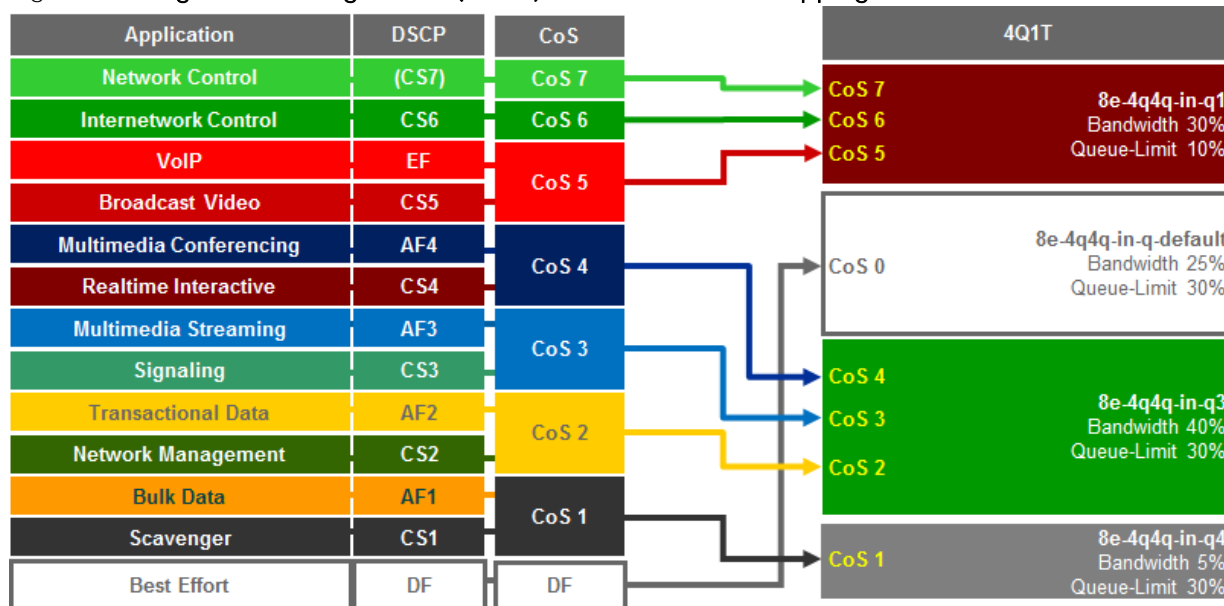 Application DSCP CoS 4Q1T
Network Control (CS7) CoS 7
Internetwork Control CS6 CoS 6
VoIP EF
CoS 5
Broadcast Video CS5
Multimedia Conferencing AF4
CoS 4
Realtime Interactive CS4
Multimedia Streaming AF3
CoS 3
Signaling CS3
Transactional Data AF2
CoS 2
Network Management CS2
Bulk Data AF1
CoS 1
Scavenger CS1
Best Effort DF DF
CoS 7
CoS 6
CoS 5
8e-4q4q-in-q1
Bandwidth 30%
Queue-Limit 10%
CoS 0
8e-4q4q-in-q-default
Bandwidth 25%
Queue-Limit 30%
CoS 4
CoS 3
CoS 2
8e-4q4q-in-q3
Bandwidth 40%
Queue-Limit 30%
CoS 1
8e-4q4q-in-q4
Bandwidth 5%
Queue-Limit 30%